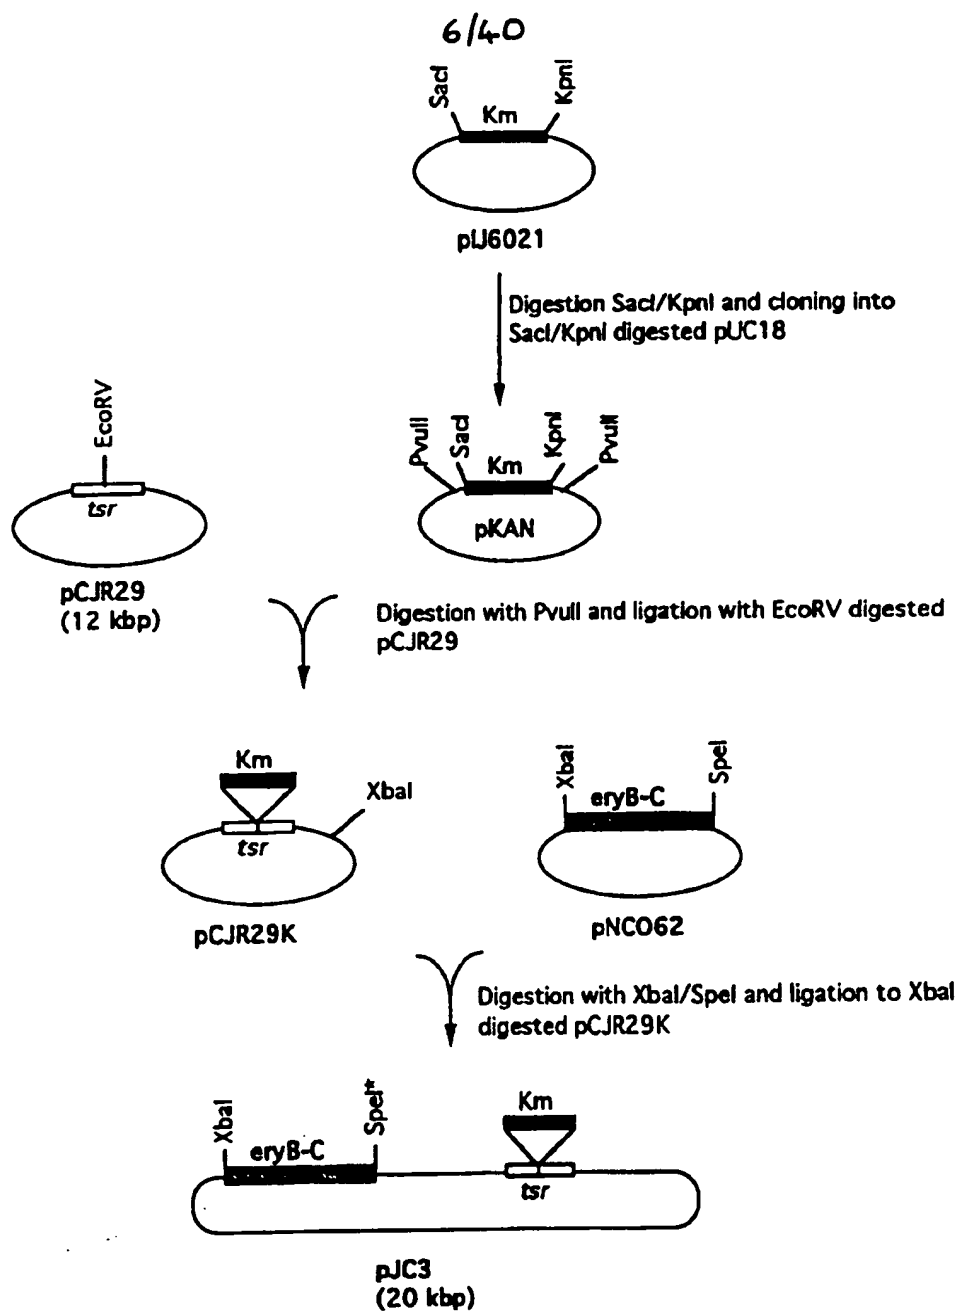 6/40
SacI
Km
KpnI
pIJ6021
Digestion SacI/KpnI and cloning into
SacI/KpnI digested pUC18
EcoRV
tsr
pCJR29
(12 kbp)
PvuII
SacI
Km
KpnI
PvuII
pKAN
Digestion with PvuII and ligation with EcoRV digested
pCJR29
Km
XbaI
tsr
pCJR29K
XbaI
eryB-C
SpeI
pNCO62
Digestion with XbaI/SpeI and ligation to XbaI
digested pCJR29K
XbaI
eryB-C
SpeI*
Km
tsr
pJC3
(20 kbp)